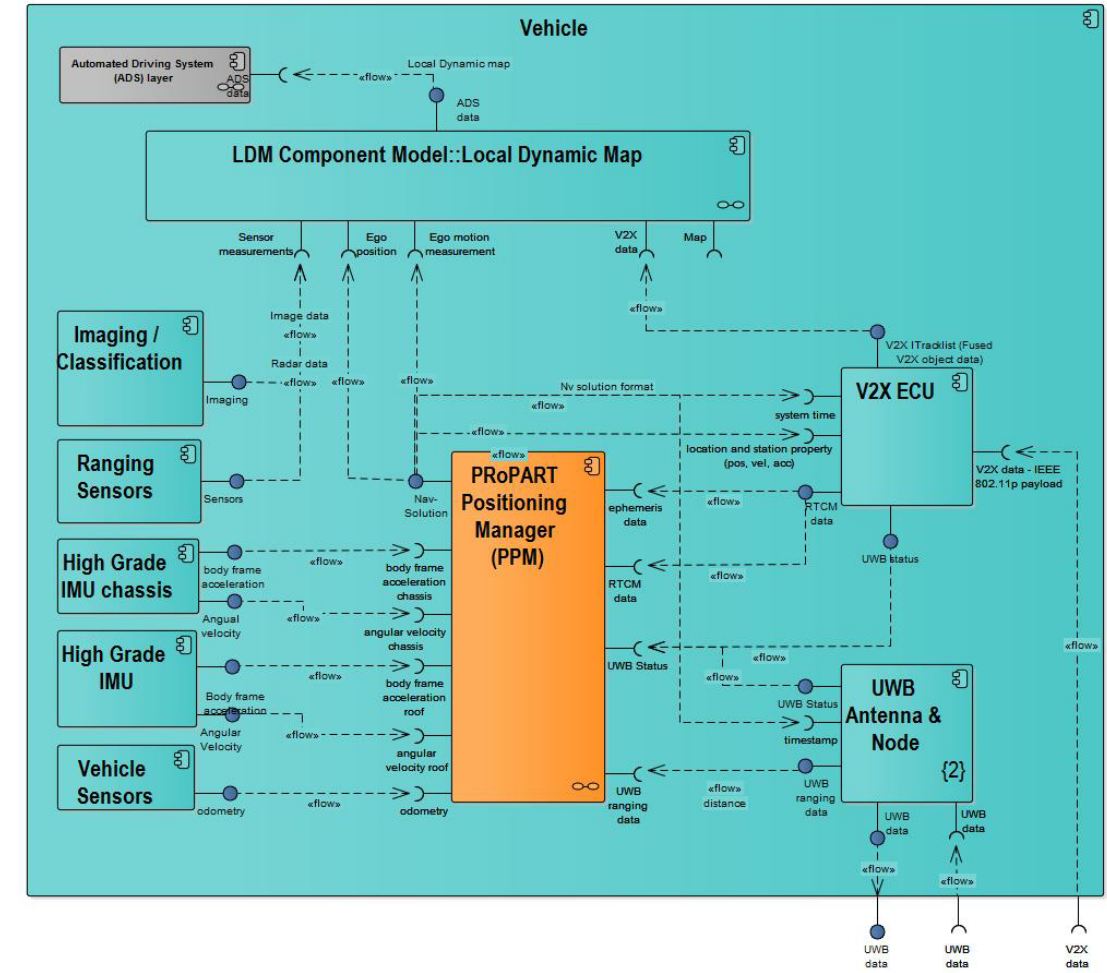 Vehicle
Automated Driving System
(ADS) layer
ADS
data
Local Dynamic map
«flow»
ADS
data
LDM Component Model::Local Dynamic Map
Sensor
measurements
Ego
position
Ego motion
measurement
V2X
data
Map
«flow»
Imaging /
Classification
Image data
«flow»
Radar data
«flow»
«flow»
«flow»
Imaging
V2X ITracklist (Fused
V2X object data)
V2X ECU
Nv solution format
«flow»
system time
«flow»
location and station property
(pos, vel, acc)
«flow»
V2X data - IEEE
802.11p payload
Ranging
Sensors
Sensors
Nav-
Solution
PRoPART
Positioning
Manager
(PPM)
ephemeris
data
«flow»
RTCM
data
High Grade
IMU chassis
body frame
acceleration
«flow»
body frame
acceleration
chassis
RTCM
data
«flow»
UWB status
Angual
velocity
«flow»
angular velocity
chassis
High Grade
IMU
«flow»
body frame
acceleration
roof
UWB Status
«flow»
«flow»
«flow»
UWB Status
UWB
Antenna &
Node
{2}
Body frame
acceleration
Angular
Velocity
«flow»
angular
velocity roof
timestamp
Vehicle
Sensors
odometry
«flow»
odometry
UWB
ranging
data
«flow»
distance
UWB
ranging
data
UWB
data
UWB
data
«flow»
«flow»
UWB
data
UWB
data
V2X
data